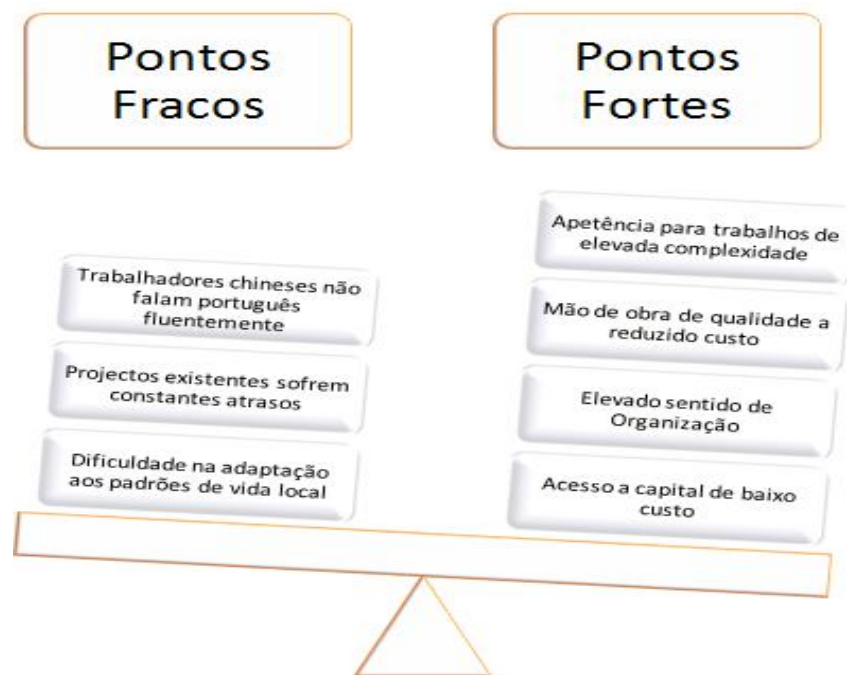 Pontos
Fracos
Pontos
Fortes
Trabalhadores chineses não
falam português
fluentemente
Projectos existentes sofrem
constantes atrasos
Dificuldade na adaptação
aos padrões de vida local
Apetência para trabalhos de
elevada complexidade
Mão de obra de qualidade a
reduzido custo
Elevado sentido de
Organização
Acesso a capital de baixo
custo